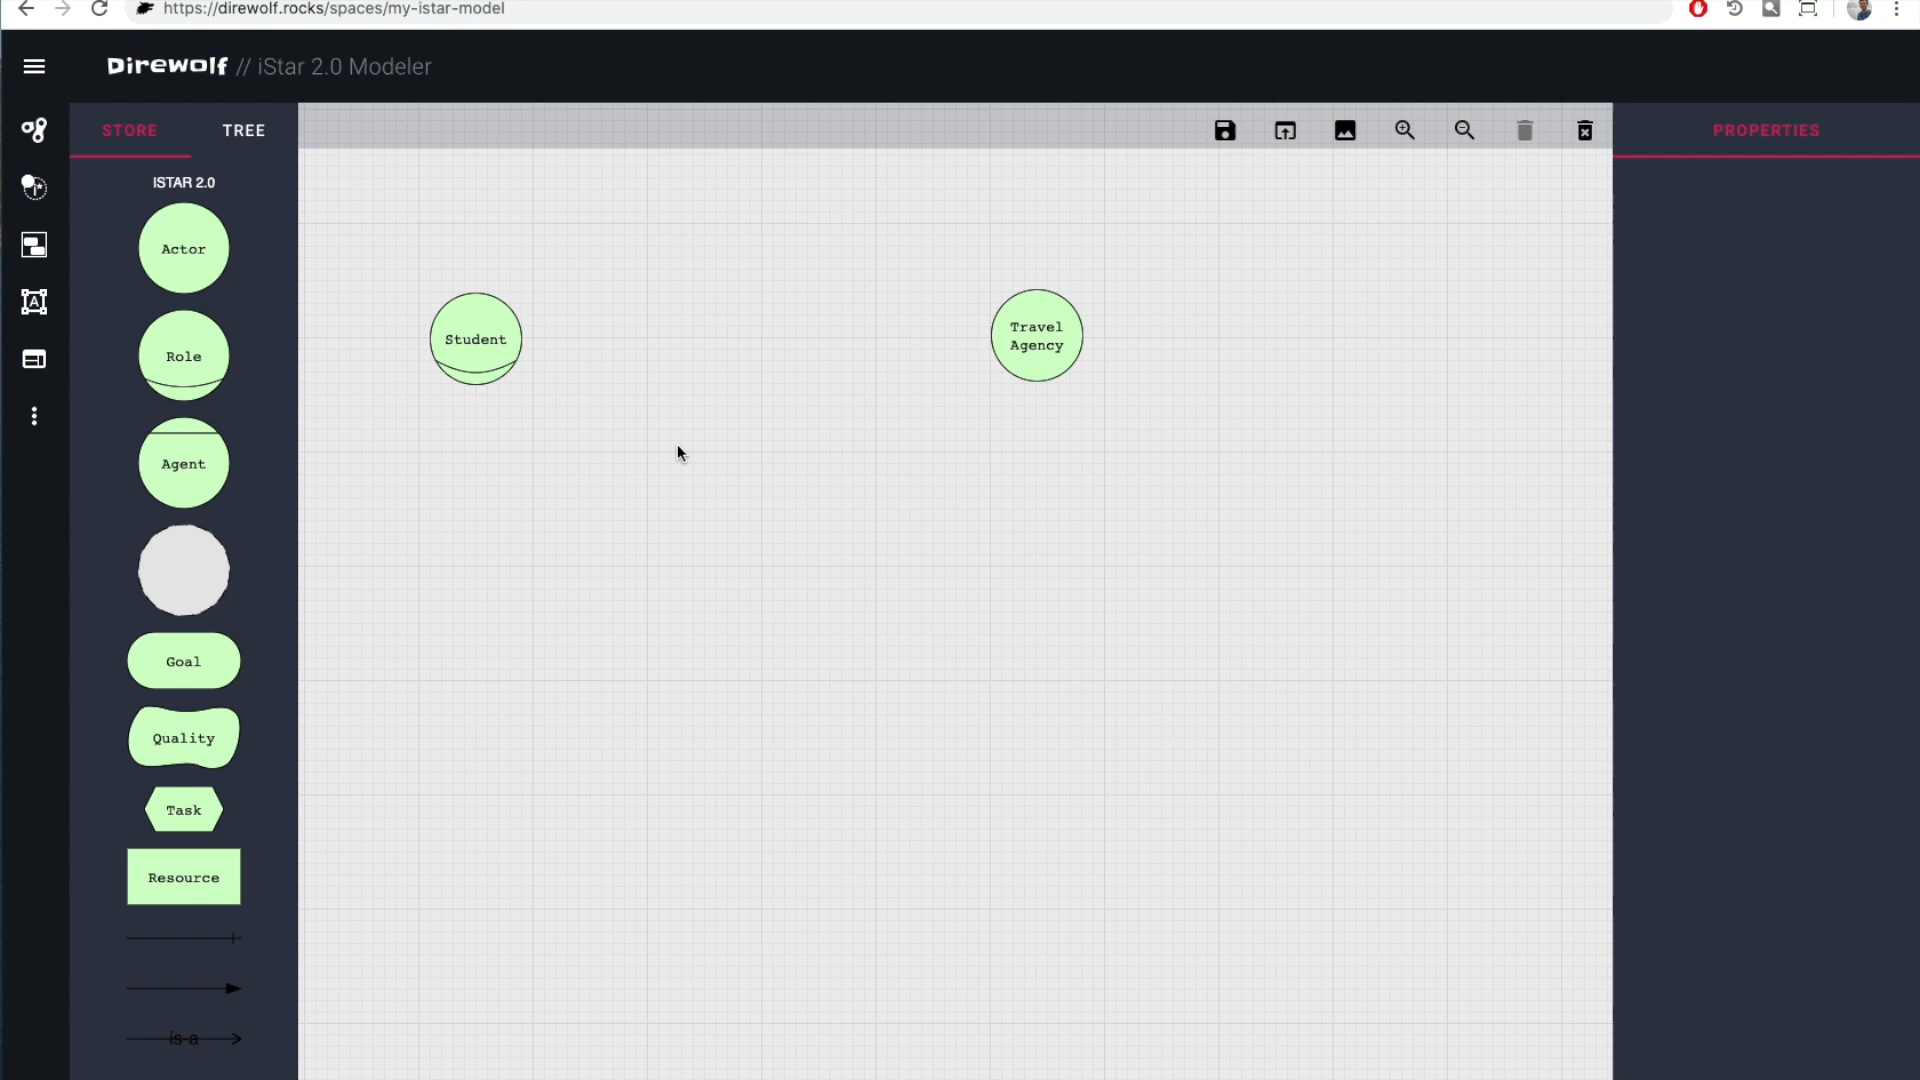 https://direwolf.rocks/spaces/my-istar-model
Direwolf // iStar 2.0 Modeler
STORE
TREE
PROPERTIES
ISTAR 2.0
Actor
Role
Agent
Goal
Quality
Task
Resource
is-a
Student
Travel
Agency
A